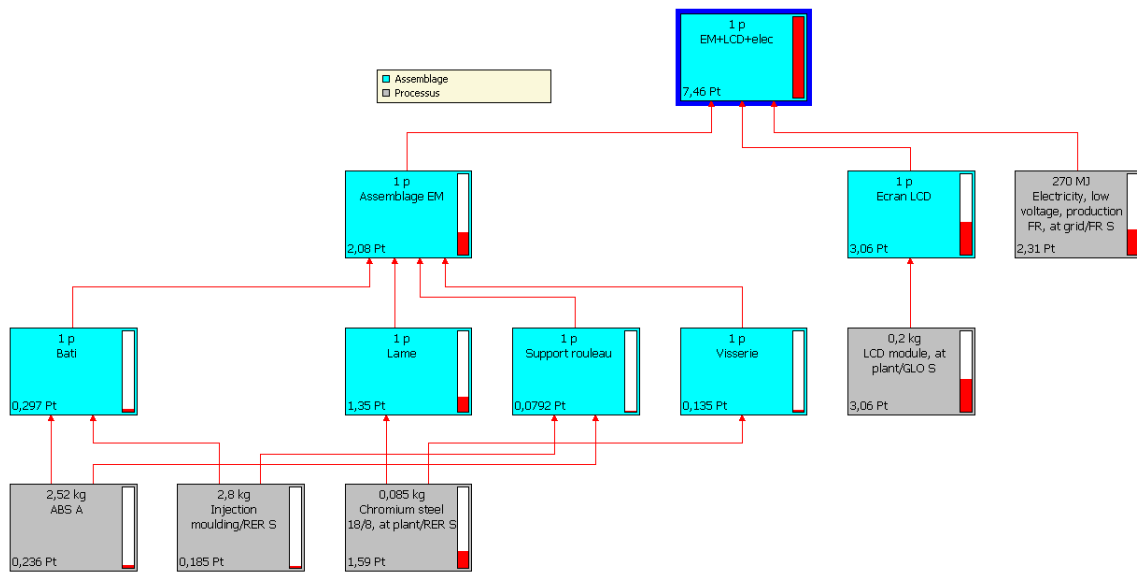 1 p
EM+LCD+elec
7,46 Pt
Assemblage
Processus
1 p
Assemblage EM
2,08 Pt
1 p
Ecran LCD
3,06 Pt
270 MJ
Electricity, low
voltage, production
FR, at grid/FR S
2,31 Pt
1 p
Bati
0,297 Pt
1 p
Lame
1,35 Pt
1 p
Support rouleau
0,0792 Pt
1 p
Visserie
0,135 Pt
0,2 kg
LCD module, at
plant/GLO S
3,06 Pt
2,52 kg
ABS A
0,236 Pt
2,8 kg
Injection
moulding/RER S
0,185 Pt
0,085 kg
Chromium steel
18/8, at plant/RER S
1,59 Pt